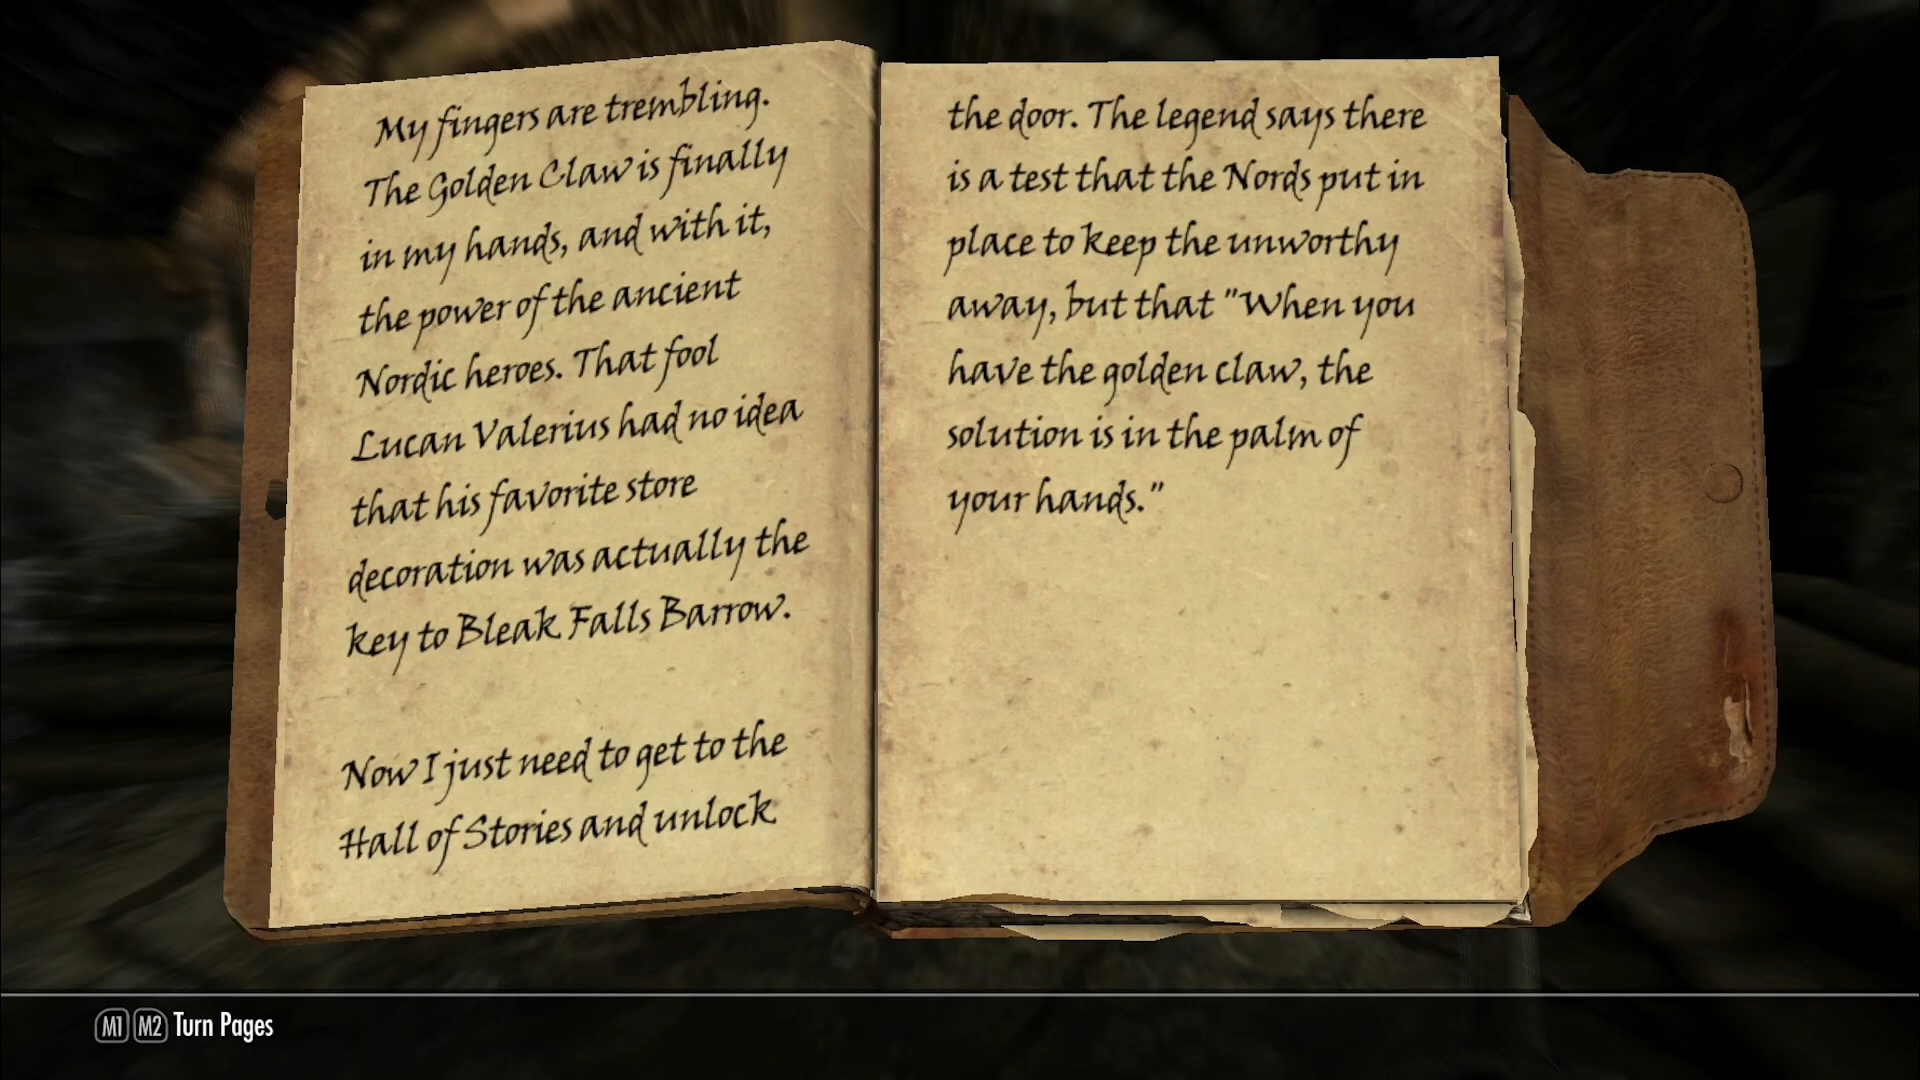 My fingers are trembling.
The Golden Claw is finally
in my hands, and with it,
the power of the ancient
Nordic heroes. That fool
Lucan Valerius had no idea
that his favorite store
decoration was actually the
key to Bleak Falls Barrow.
Now I just need to get to the
Hall of Stories and unlock
the door. The legend says there
is a test that the Nords put in
place to keep the unworthy
away, but that "When you
have the golden claw, the
solution is in the palm of
your hands."
M1 M2 Turn Pages